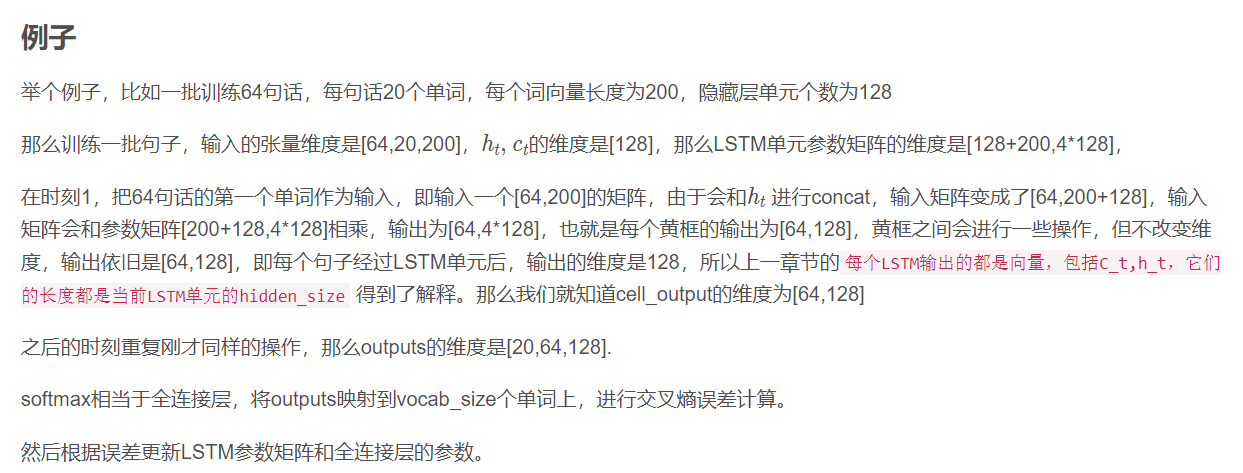 例子
举个例子，比如一批训练64句话，每句话20个单词，每个词向量长度为200，隐藏层单元个数为128
那么训练一批句子，输入的张量维度是[64,20,200]，h_t, c_t的维度是[128]，那么LSTM单元参数矩阵的维度是[128+200,4*128]，
在时刻1，把64句话的第一个单词作为输入，即输入一个[64,200]的矩阵，由于会和h_t 进行concat，输入矩阵变成了[64,200+128]，输入
矩阵会和参数矩阵[200+128,4*128]相乘，输出为[64,4*128]，也就是每个黄框的输出为[64,128]，黄框之间会进行一些操作，但不改变维
度，输出依旧是[64,128]，即每个句子经过LSTM单元后，输出的维度是128，所以上一章节的 每个LSTM输出的都是向量，包括C_t,h_t，它们
的长度都是当前LSTM单元的hidden_size 得到了解释。那么我们就知道cell_output的维度为[64,128]
之后的时刻重复刚才同样的操作，那么outputs的维度是[20,64,128].
softmax相当于全连接层，将outputs映射到vocab_size个单词上，进行交叉熵误差计算。
然后根据误差更新LSTM参数矩阵和全连接层的参数。